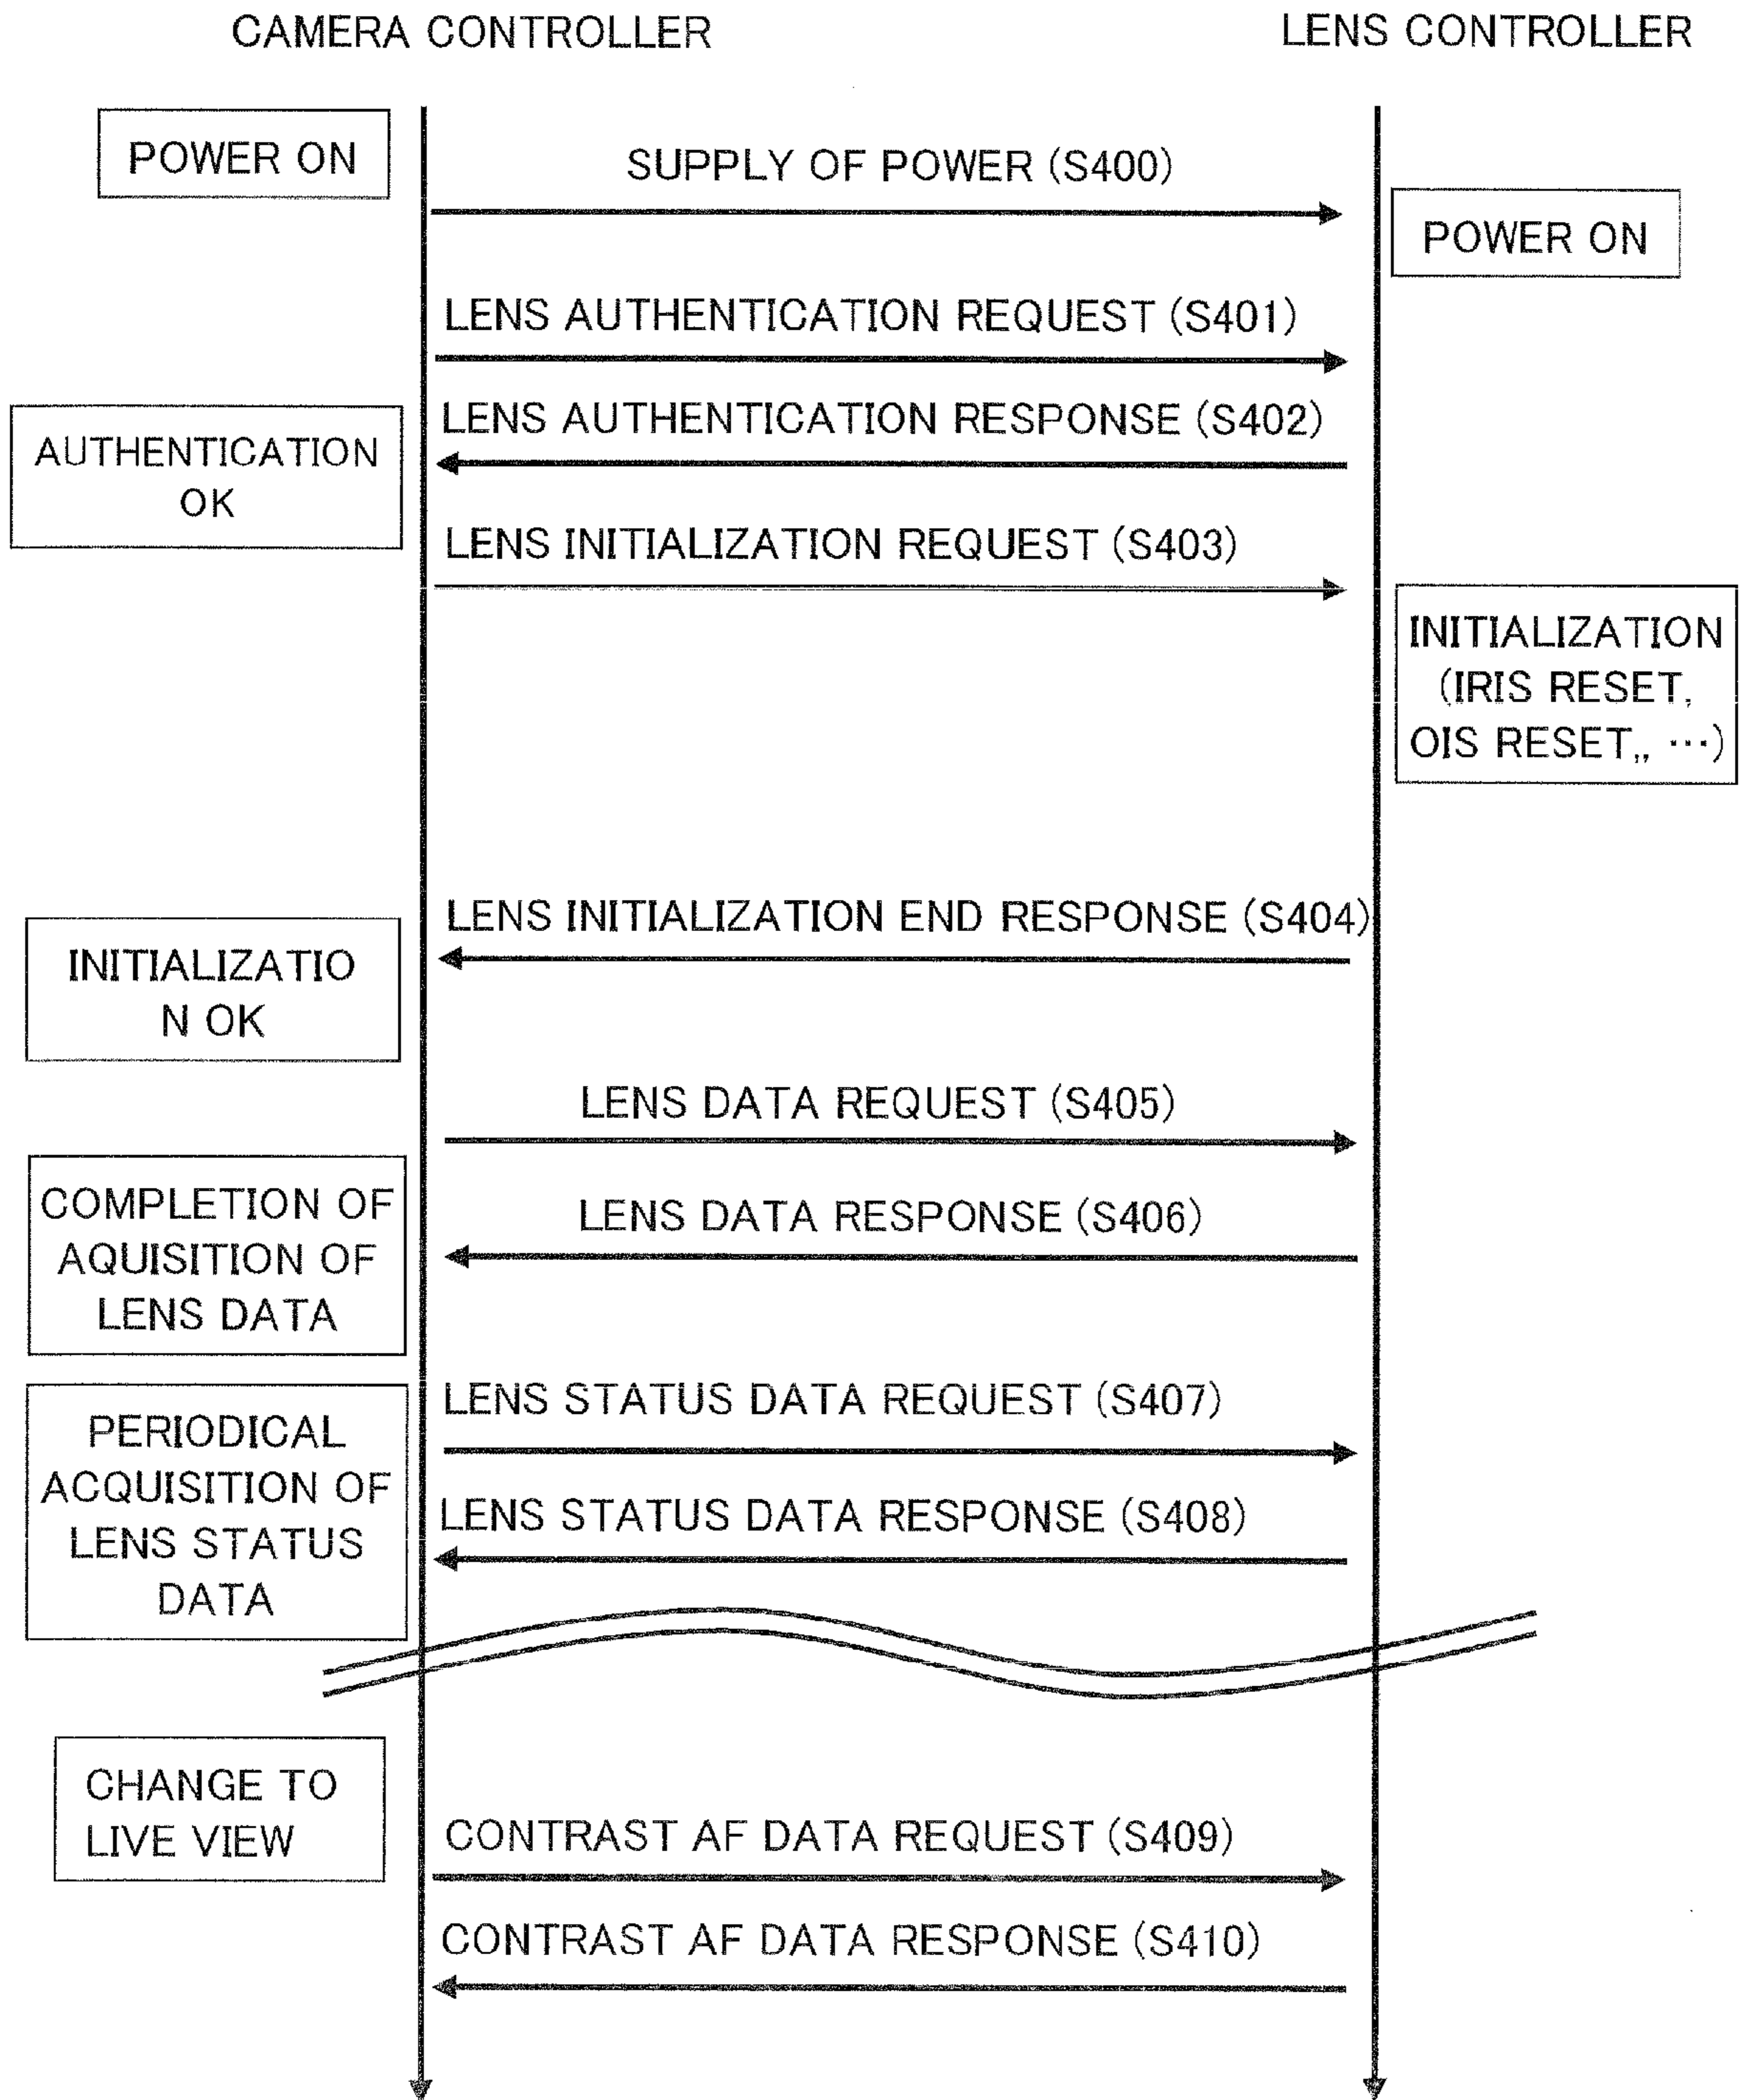 CAMERA CONTROLLER
LENS CONTROLLER
POWER ON
SUPPLY OF POWER (S400)
POWER ON
LENS AUTHENTICATION REQUEST (S401)
LENS AUTHENTICATION RESPONSE (S402)
AUTHENTICATION
OK
LENS INITIALIZATION REQUEST (S403)
INITIALIZATION
(IRIS RESET,
OIS RESET,, ···)
LENS INITIALIZATION END RESPONSE (S404)
INITIALIZATIO
N OK
LENS DATA REQUEST (S405)
COMPLETION OF
AQUISITION OF
LENS DATA
LENS DATA RESPONSE (S406)
LENS STATUS DATA REQUEST (S407)
PERIODICAL
ACQUISITION OF
LENS STATUS
DATA
LENS STATUS DATA RESPONSE (S408)
CHANGE TO
LIVE VIEW
CONTRAST AF DATA REQUEST (S409)
CONTRAST AF DATA RESPONSE (S410)